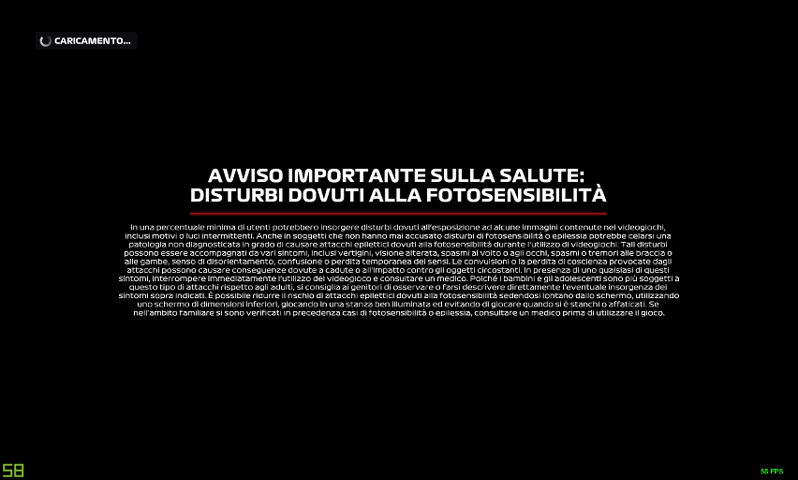 CARICAMENTO...
AVVISO IMPORTANTE SULLA SALUTE:
DISTURBI DOVUTI ALLA FOTOSENSIBILITÀ
In una percentuale minima di utenti potrebbero insorgere disturbi dovuti all'esposizione ad alcune immagini contenute nei videogiochi,
inclusi motivi o luci intermittenti. Anche in soggetti che non hanno mai accusato disturbi di fotosensibilità o epilessia potrebbe celarsi una
patologia non diagnosticata in grado di causare attacchi epilettici dovuti alla fotosensibilità durante l'utilizzo di videogiochi. Tali disturbi
possono essere accompagnati da vari sintomi, inclusi vertigini, visione alterata, spasmi al volto o agli occhi, spasmi o tremori alle braccia o
alle gambe, senso di disorientamento, confusione o perdita temporanea dei sensi. Le convulsioni o la perdita di coscienza provocate dagli
attacchi possono causare conseguenze dovute a cadute o all'impatto contro gli oggetti circostanti. In presenza di uno qualsiasi di questi
sintomi, interrompere immediatamente l'utilizzo del videogioco e consultare un medico. Poiché i bambini e gli adolescenti sono più soggetti a
questo tipo di attacchi rispetto agli adulti, si consiglia ai genitori di osservare o farsi descrivere direttamente l'eventuale insorgenza dei
sintomi sopra indicati. È possibile ridurre il rischio di attacchi epilettici dovuti alla fotosensibilità sedendosi lontano dallo schermo, utilizzando
uno schermo di dimensioni inferiori, giocando in una stanza ben illuminata ed evitando di giocare quando si è stanchi o affaticati. Se
nell'ambito familiare si sono verificati in precedenza casi di fotosensibilità o epilessia, consultare un medico prima di utilizzare il gioco.
58
58 FPS